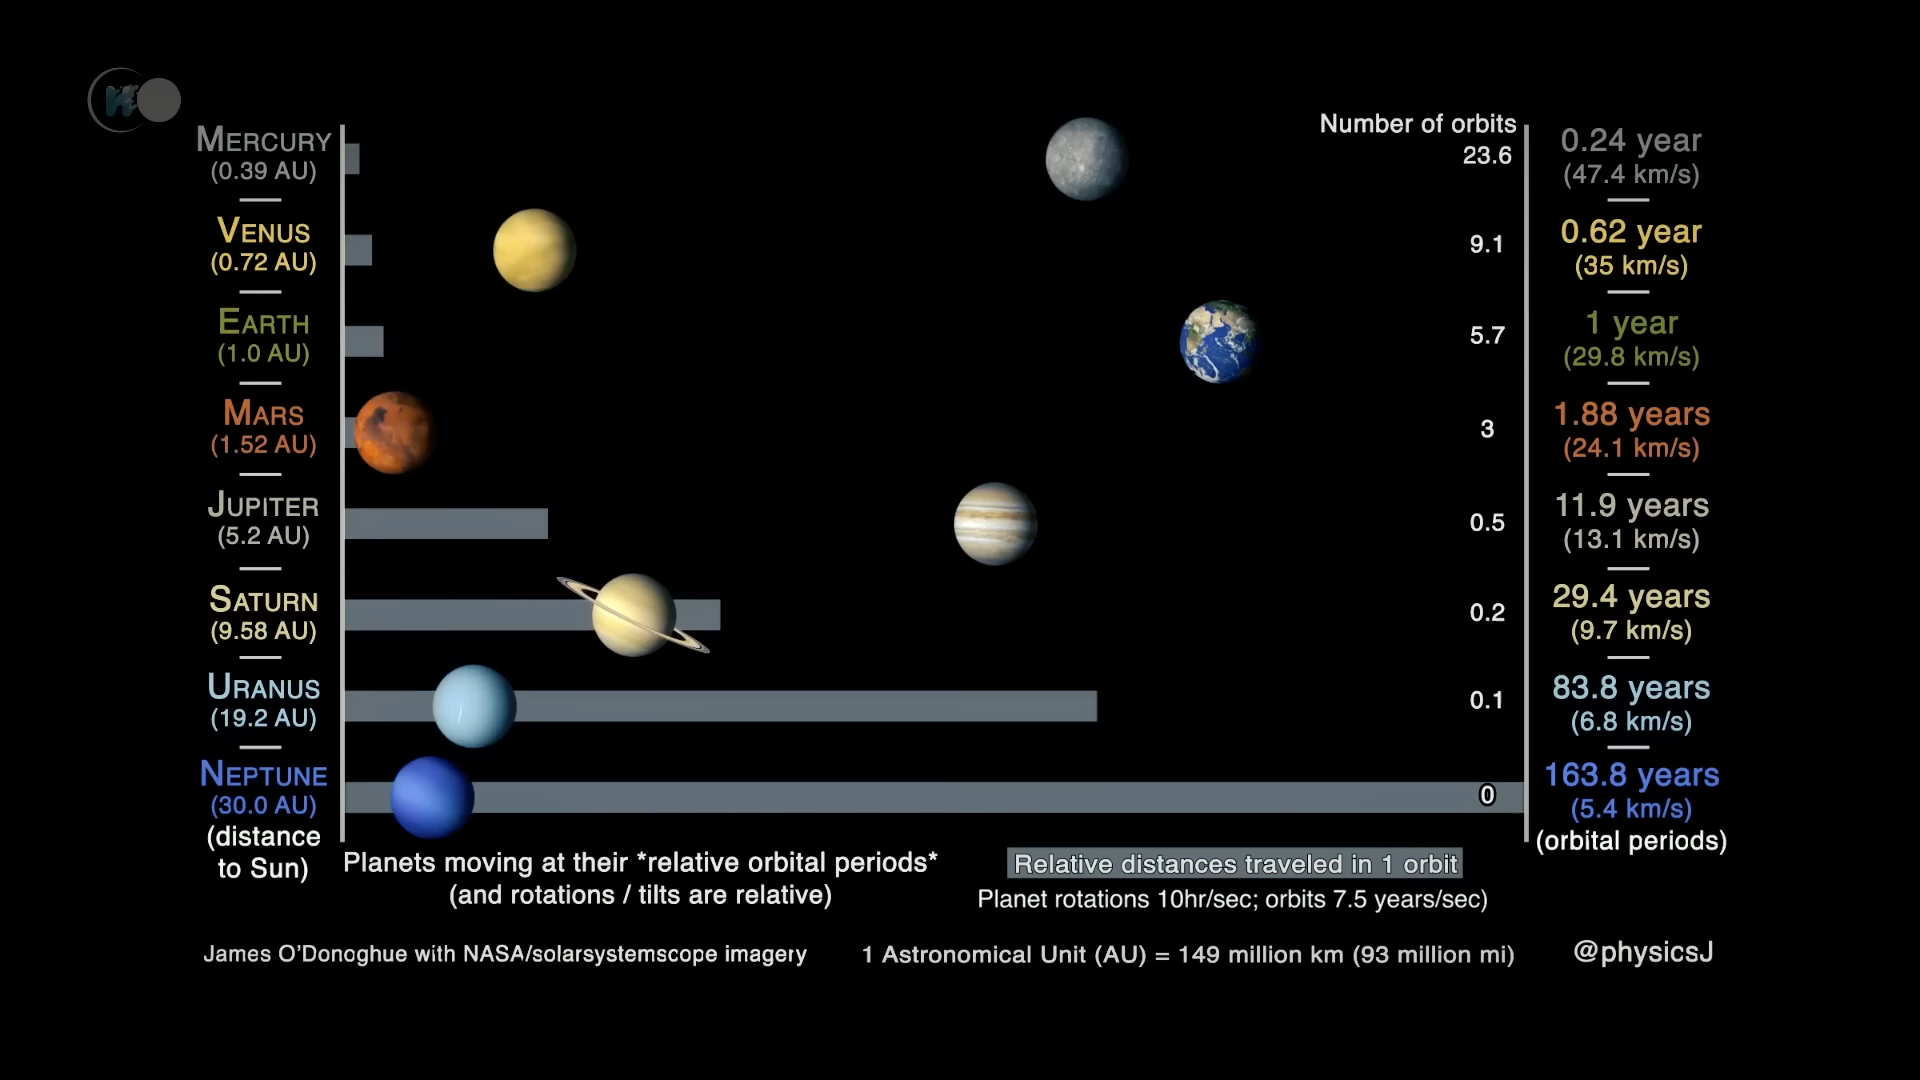 MERCURY
(0.39 AU)
VENUS
(0.72 AU)
EARTH
(1.0 AU)
MARS
(1.52 AU)
JUPITER
(5.2 AU)
SATURN
(9.58 AU)
URANUS
(19.2 AU)
NEPTUNE
(30.0 AU)
(distance
to Sun)
Number of orbits
23.6
9.1
5.7
3
0.5
0.2
0.1
0
0.24 year
(47.4 km/s)
0.62 year
(35 km/s)
1 year
(29.8 km/s)
1.88 years
(24.1 km/s)
11.9 years
(13.1 km/s)
29.4 years
(9.7 km/s)
83.8 years
(6.8 km/s)
163.8 years
(5.4 km/s)
(orbital periods)
Planets moving at their *relative orbital periods*
(and rotations / tilts are relative)
Relative distances traveled in 1 orbit
Planet rotations 10hr/sec; orbits 7.5 years/sec)
James O'Donoghue with NASA/solarsystemscope imagery
1 Astronomical Unit (AU) = 149 million km (93 million mi)
@physicsJ